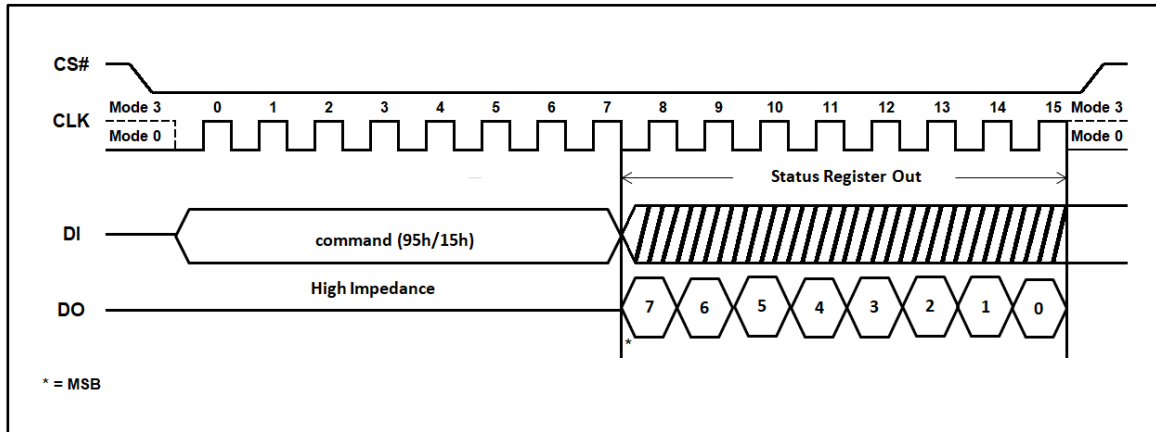 CS#
Mode 3 0 1 2 3 4 5 6 7 8 9 10 11 12 13 14 15 Mode 3
CLK
Mode 0 Mode 0
Status Register Out
DI command (95h/15h)
High Impedance
DO 7 6 5 4 3 2 1 0
*
* = MSB